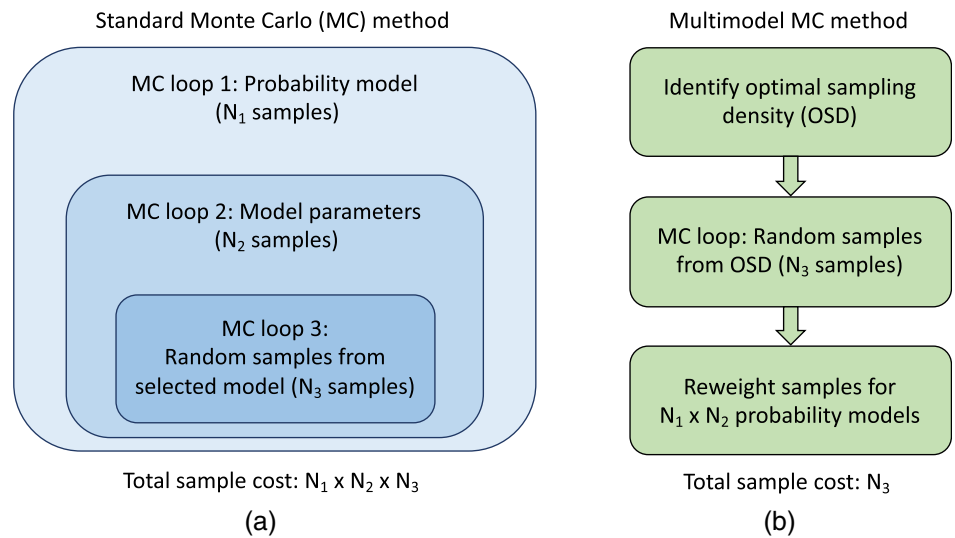 Standard Monte Carlo (MC) method
MC loop 1: Probability model
(N₁ samples)
MC loop 2: Model parameters
(N₂ samples)
MC loop 3:
Random samples from
selected model (N₃ samples)
Total sample cost: N₁ x N₂ x N₃
(a)
Multimodel MC method
Identify optimal sampling
density (OSD)
MC loop: Random samples
from OSD (N₃ samples)
Reweight samples for
N₁ x N₂ probability models
Total sample cost: N₃
(b)